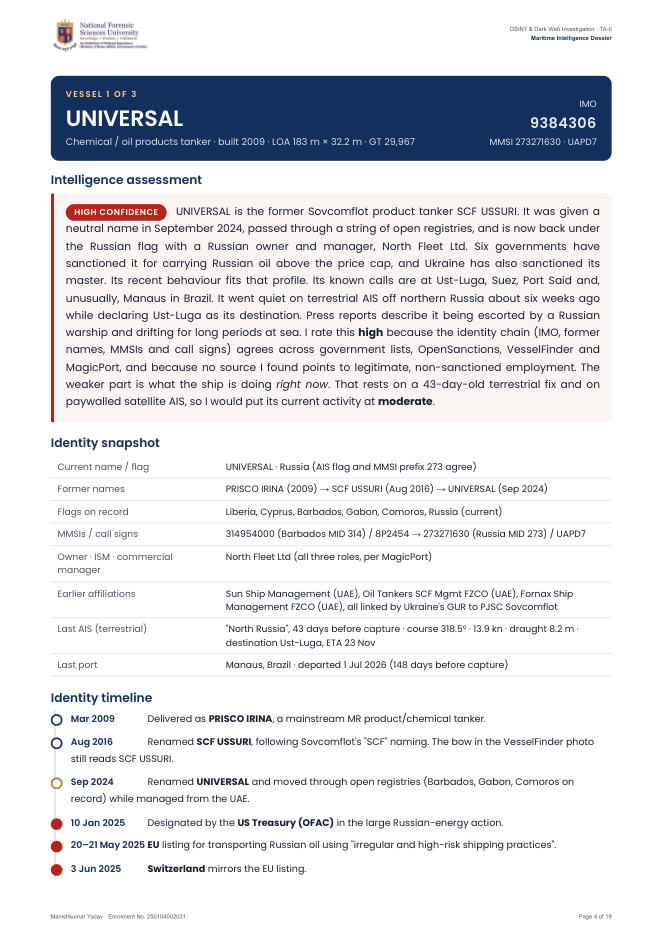 National Forensic
Sciences University
Knowledge | Wisdom | Fulfilment
An Institution of National Importance
(Ministry of Home Affairs, Government of India)
OSINT & Dark Web Investigation · TA-II
Maritime Intelligence Dossier
VESSEL 1 OF 3
UNIVERSAL
Chemical / oil products tanker · built 2009 · LOA 183 m × 32.2 m · GT 29,967
IMO
9384306
MMSI 273271630 · UAPD7
Intelligence assessment
HIGH CONFIDENCE UNIVERSAL is the former Sovcomflot product tanker SCF USSURI. It was given a
neutral name in September 2024, passed through a string of open registries, and is now back under
the Russian flag with a Russian owner and manager, North Fleet Ltd. Six governments have
sanctioned it for carrying Russian oil above the price cap, and Ukraine has also sanctioned its
master. Its recent behaviour fits that profile. Its known calls are at Ust-Luga, Suez, Port Said and,
unusually, Manaus in Brazil. It went quiet on terrestrial AIS off northern Russia about six weeks ago
while declaring Ust-Luga as its destination. Press reports describe it being escorted by a Russian
warship and drifting for long periods at sea. I rate this high because the identity chain (IMO, former
names, MMSIs and call signs) agrees across government lists, OpenSanctions, VesselFinder and
MagicPort, and because no source I found points to legitimate, non-sanctioned employment. The
weaker part is what the ship is doing right now. That rests on a 43-day-old terrestrial fix and on
paywalled satellite AIS, so I would put its current activity at moderate.
Identity snapshot
Current name / flag UNIVERSAL · Russia (AIS flag and MMSI prefix 273 agree)
Former names PRISCO IRINA (2009) → SCF USSURI (Aug 2016) → UNIVERSAL (Sep 2024)
Flags on record Liberia, Cyprus, Barbados, Gabon, Comoros, Russia (current)
MMSIs / call signs 314954000 (Barbados MID 314) / 8P2454 → 273271630 (Russia MID 273) / UAPD7
Owner · ISM · commercial
manager
North Fleet Ltd (all three roles, per MagicPort)
Earlier affiliations Sun Ship Management (UAE), Oil Tankers SCF Mgmt FZCO (UAE), Fornax Ship
Management FZCO (UAE), all linked by Ukraine's GUR to PJSC Sovcomflot
Last AIS (terrestrial) "North Russia", 43 days before capture · course 318.5° · 13.9 kn · draught 8.2 m ·
destination Ust-Luga, ETA 23 Nov
Last port Manaus, Brazil · departed 1 Jul 2026 (148 days before capture)
Identity timeline
Mar 2009 Delivered as PRISCO IRINA, a mainstream MR product/chemical tanker.
Aug 2016 Renamed SCF USSURI, following Sovcomflot's "SCF" naming. The bow in the VesselFinder photo
still reads SCF USSURI.
Sep 2024 Renamed UNIVERSAL and moved through open registries (Barbados, Gabon, Comoros on
record) while managed from the UAE.
10 Jan 2025 Designated by the US Treasury (OFAC) in the large Russian-energy action.
20–21 May 2025 EU listing for transporting Russian oil using "irregular and high-risk shipping practices".
3 Jun 2025 Switzerland mirrors the EU listing.
Manishkumar Yadav · Enrolment No. 250104002031
Page 4 of 19